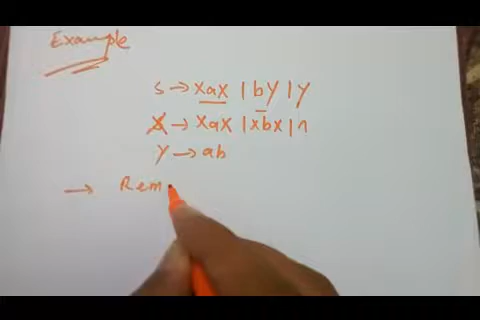 Example
S → XaX | bY | Y
X → XaX | XbX | ᴧ
Y → ab
→ Rem